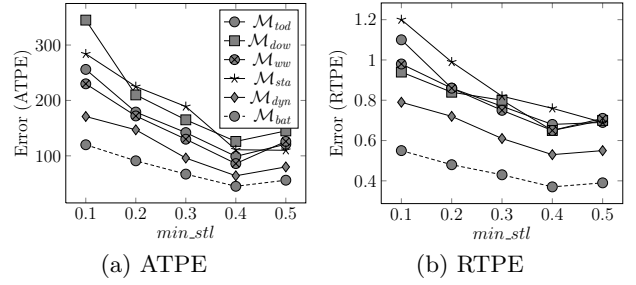 Error (ATPE)
300
200
100
0.1 0.2 0.3 0.4 0.5
min_stl
M_tod
M_dow
M_ww
M_sta
M_dyn
M_bat
(a) ATPE
Error (RTPE)
1.2
1
0.8
0.6
0.4
0.1 0.2 0.3 0.4 0.5
min_stl
(b) RTPE